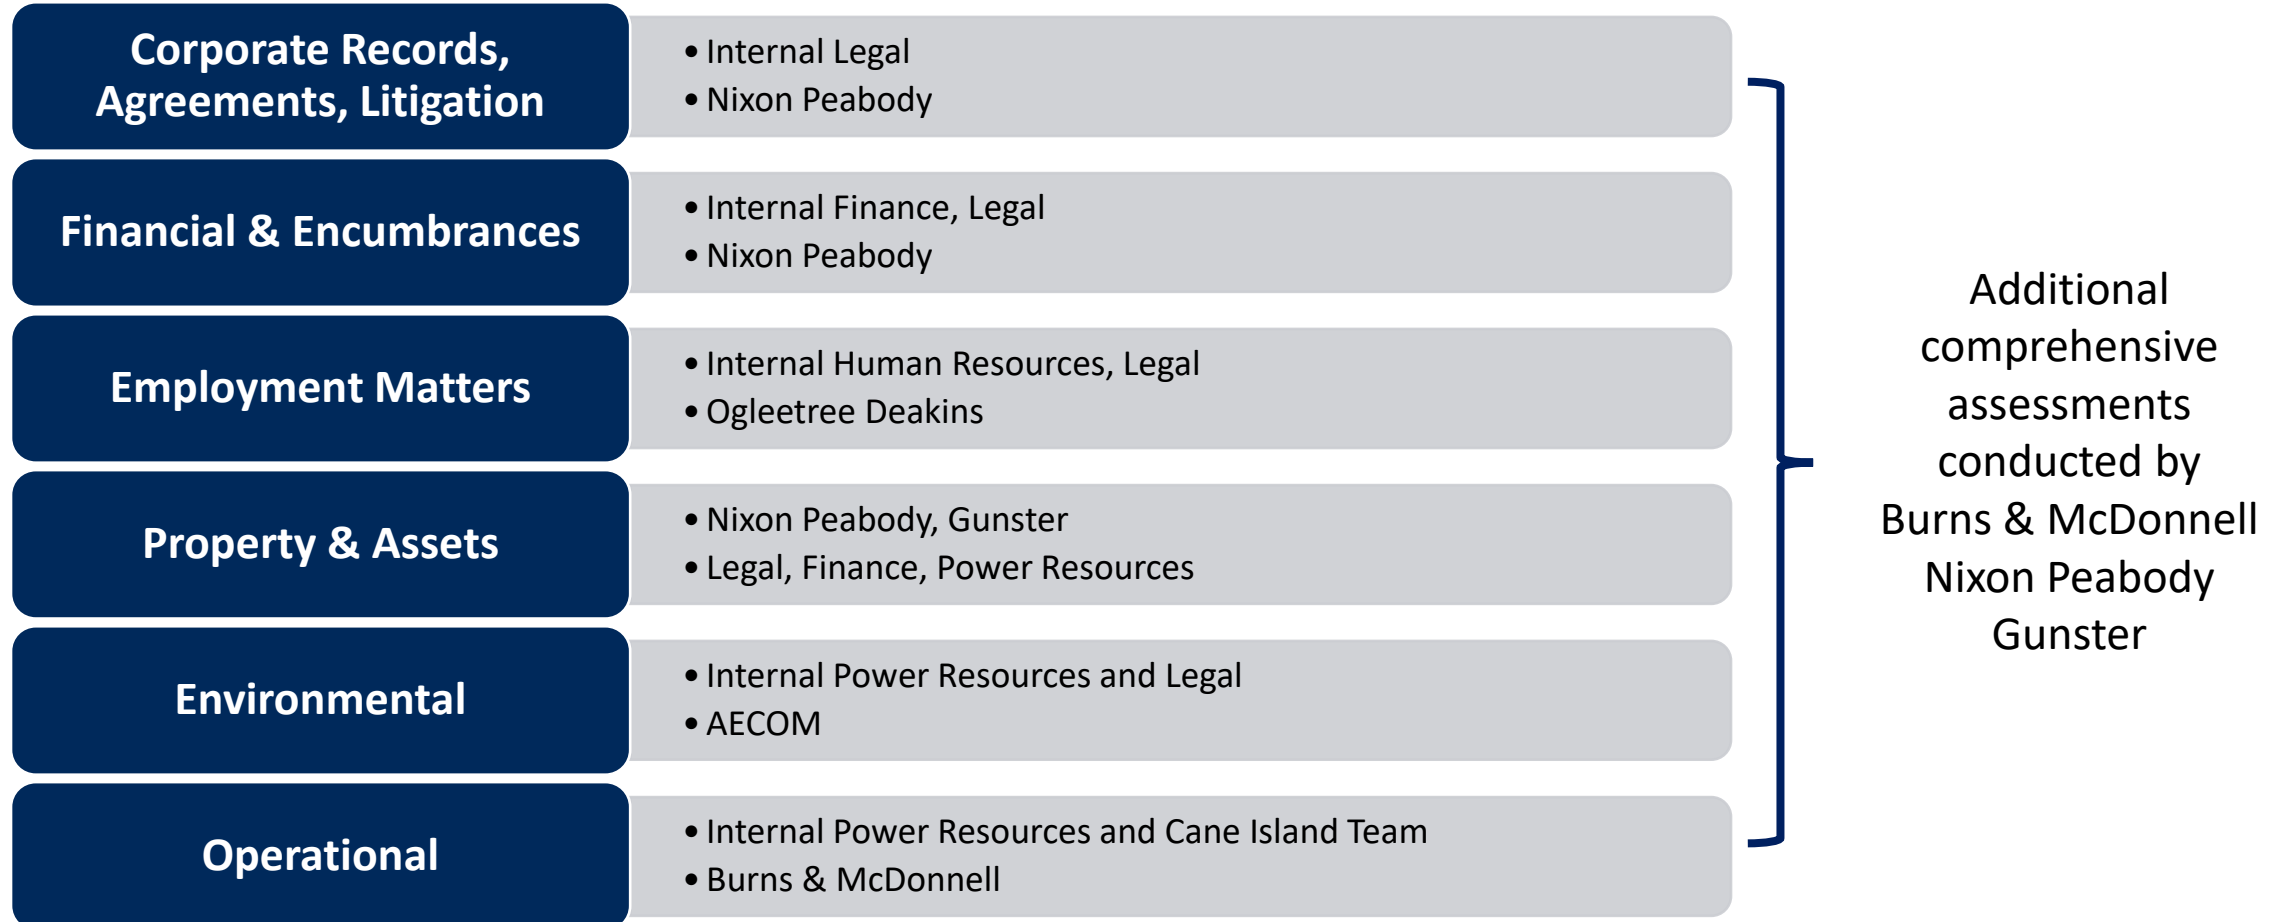 Corporate Records,
Agreements, Litigation
• Internal Legal
• Nixon Peabody
Financial & Encumbrances
• Internal Finance, Legal
• Nixon Peabody
Employment Matters
• Internal Human Resources, Legal
• Ogleetree Deakins
Property & Assets
• Nixon Peabody, Gunster
• Legal, Finance, Power Resources
Environmental
• Internal Power Resources and Legal
• AECOM
Operational
• Internal Power Resources and Cane Island Team
• Burns & McDonnell
Additional
comprehensive
assessments
conducted by
Burns & McDonnell
Nixon Peabody
Gunster